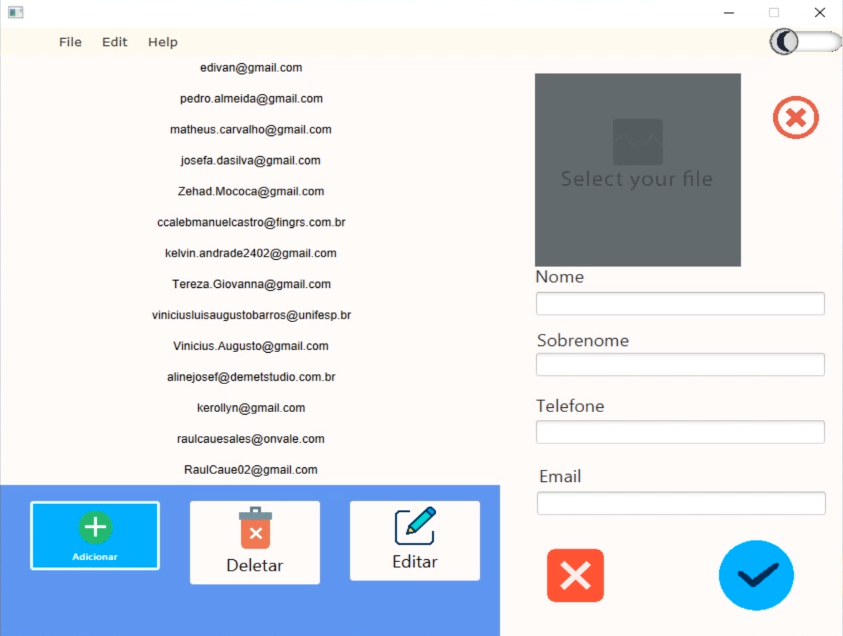 File Edit Help
edivan@gmail.com
pedro.almeida@gmail.com
matheus.carvalho@gmail.com
josefa.dasilva@gmail.com
Zehad.Mococa@gmail.com
ccalebmanuelcastro@fingrs.com.br
kelvin.andrade2402@gmail.com
Tereza.Giovanna@gmail.com
viniciusluisaugustobarros@unifesp.br
Vinicius.Augusto@gmail.com
alinejosef@demetstudio.com.br
kerollyn@gmail.com
raulcauesales@onvale.com
RaulCaue02@gmail.com
Adicionar
Deletar
Editar
Select your file
Nome
Sobrenome
Telefone
Email